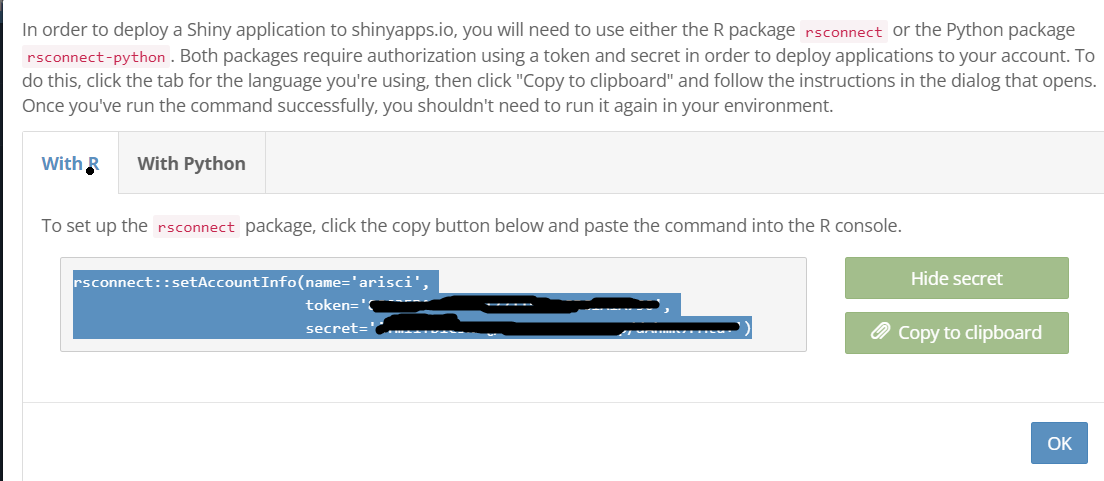 In order to deploy a Shiny application to shinyapps.io, you will need to use either the R package rsconnect or the Python package
rsconnect-python . Both packages require authorization using a token and secret in order to deploy applications to your account. To
do this, click the tab for the language you're using, then click "Copy to clipboard" and follow the instructions in the dialog that opens.
Once you've run the command successfully, you shouldn't need to run it again in your environment.
With R
With Python
To set up the rsconnect package, click the copy button below and paste the command into the R console.
rsconnect::setAccountInfo(name='arisci',
token=' ',
secret=' ')
Hide secret
Copy to clipboard
OK